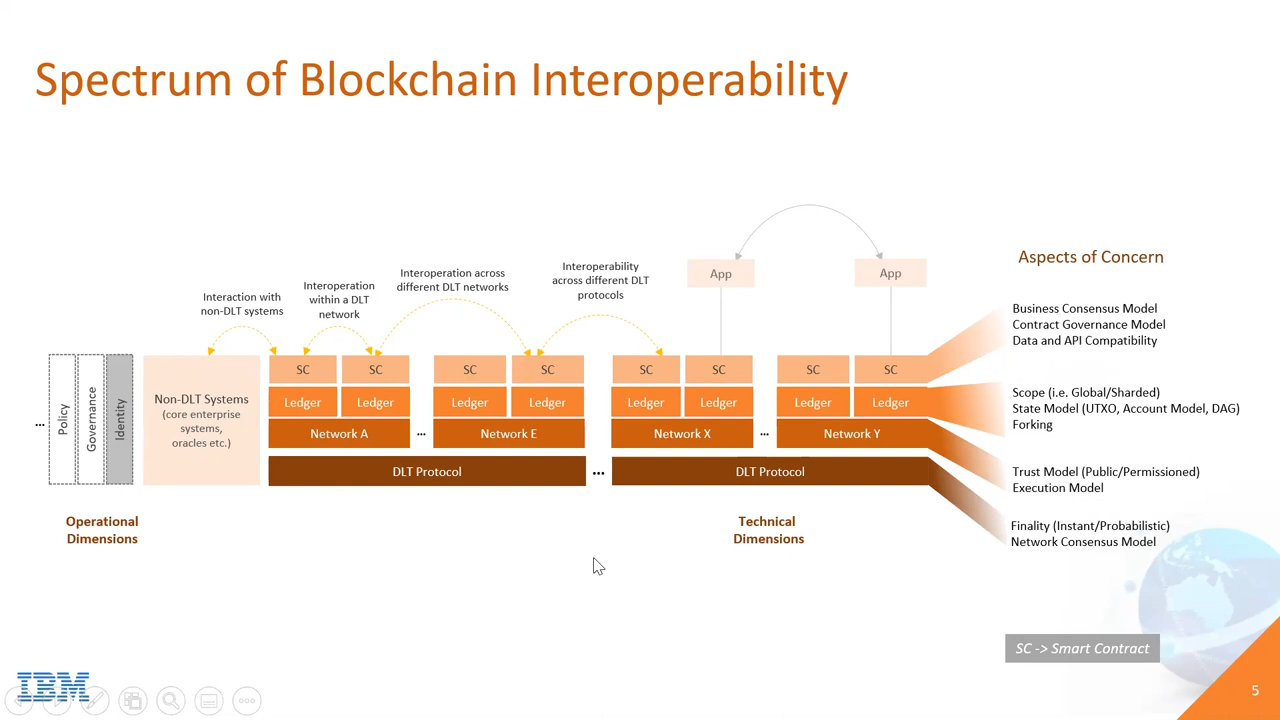 Spectrum of Blockchain Interoperability
Interaction with
non-DLT systems
Interoperation
within a DLT
network
Interoperation across
different DLT networks
Interoperability
across different DLT
protocols
App
App
Aspects of Concern
Business Consensus Model
Contract Governance Model
Data and API Compatibility
Scope (i.e. Global/Sharded)
State Model (UTXO, Account Model, DAG)
Forking
Trust Model (Public/Permissioned)
Execution Model
Finality (Instant/Probabilistic)
Network Consensus Model
...
Policy
Governance
Identity
Non-DLT Systems
(core enterprise
systems,
oracles etc.)
SC
SC
SC
SC
SC
SC
SC
SC
Ledger
Ledger
Ledger
Ledger
Ledger
Ledger
Ledger
Ledger
Network A
...
Network E
Network X
...
Network Y
DLT Protocol
...
DLT Protocol
Operational
Dimensions
Technical
Dimensions
SC -> Smart Contract
IBM
5